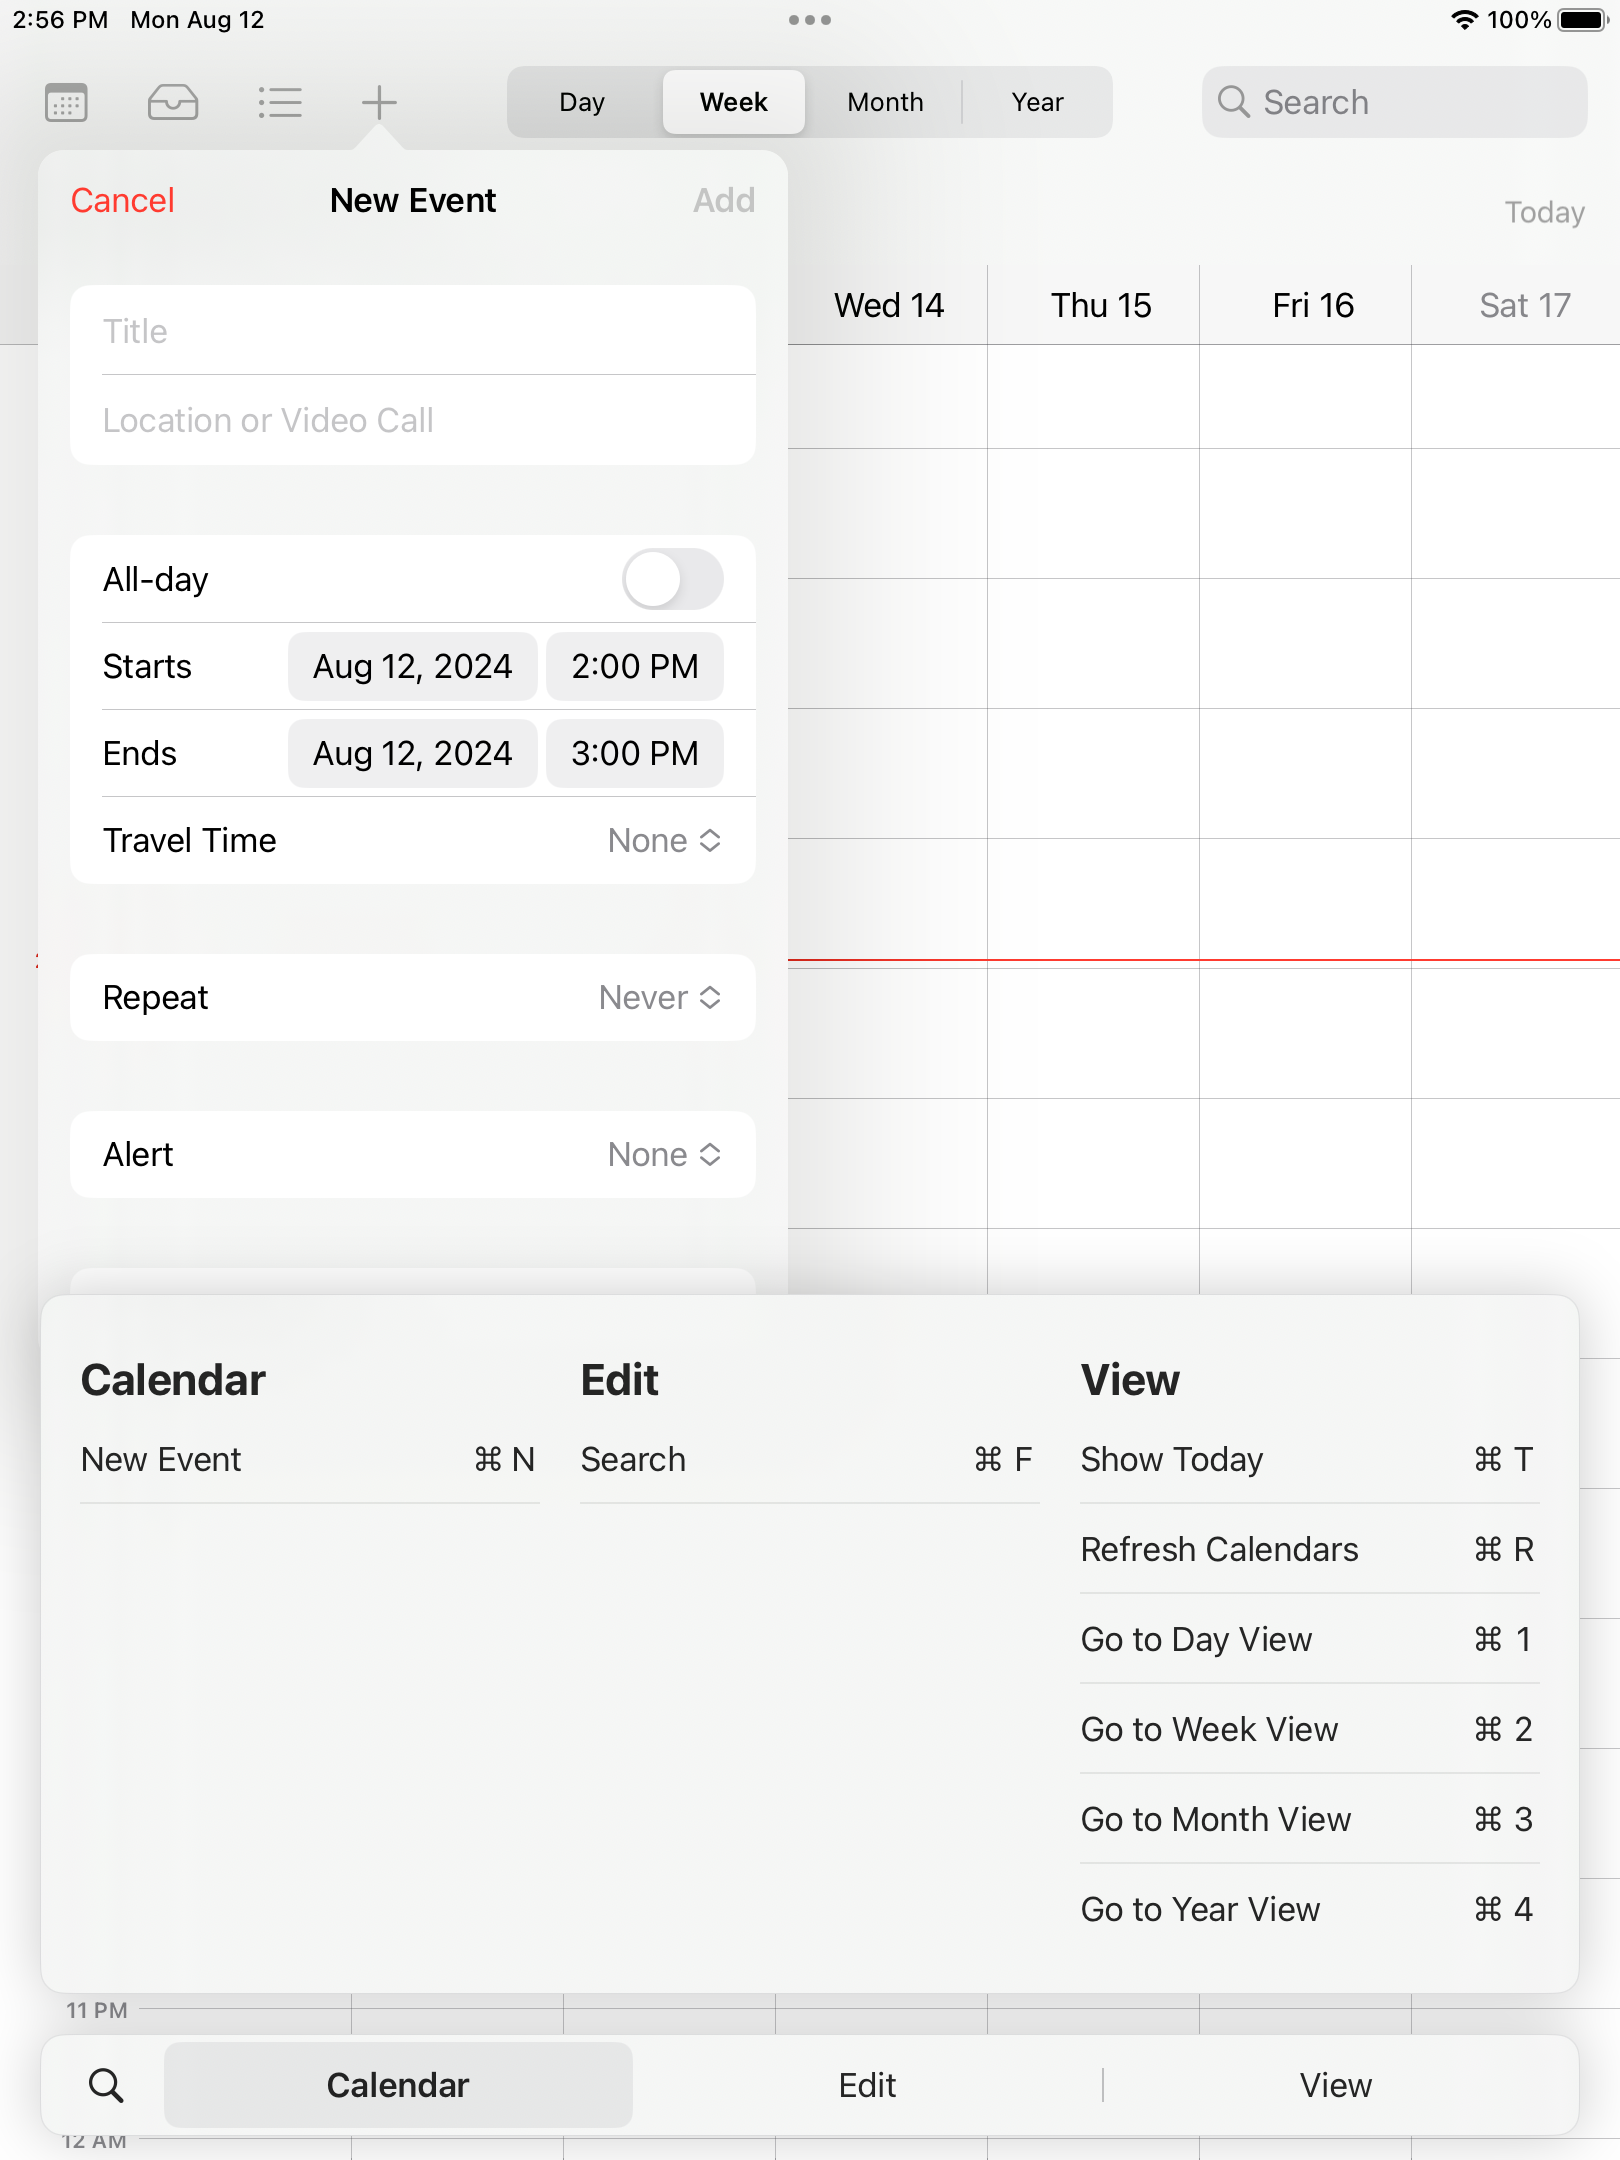 2:56 PM Mon Aug 12
100%
Day Week Month Year
Search
Cancel New Event Add
Today
Wed 14 Thu 15 Fri 16 Sat 17
Title
Location or Video Call
All-day
Starts Aug 12, 2024 2:00 PM
Ends Aug 12, 2024 3:00 PM
Travel Time None
Repeat Never
Alert None
Calendar Edit View
New Event ⌘ N Search ⌘ F Show Today ⌘ T
Refresh Calendars ⌘ R
Go to Day View ⌘ 1
Go to Week View ⌘ 2
Go to Month View ⌘ 3
Go to Year View ⌘ 4
11 PM
Calendar Edit View
12 AM